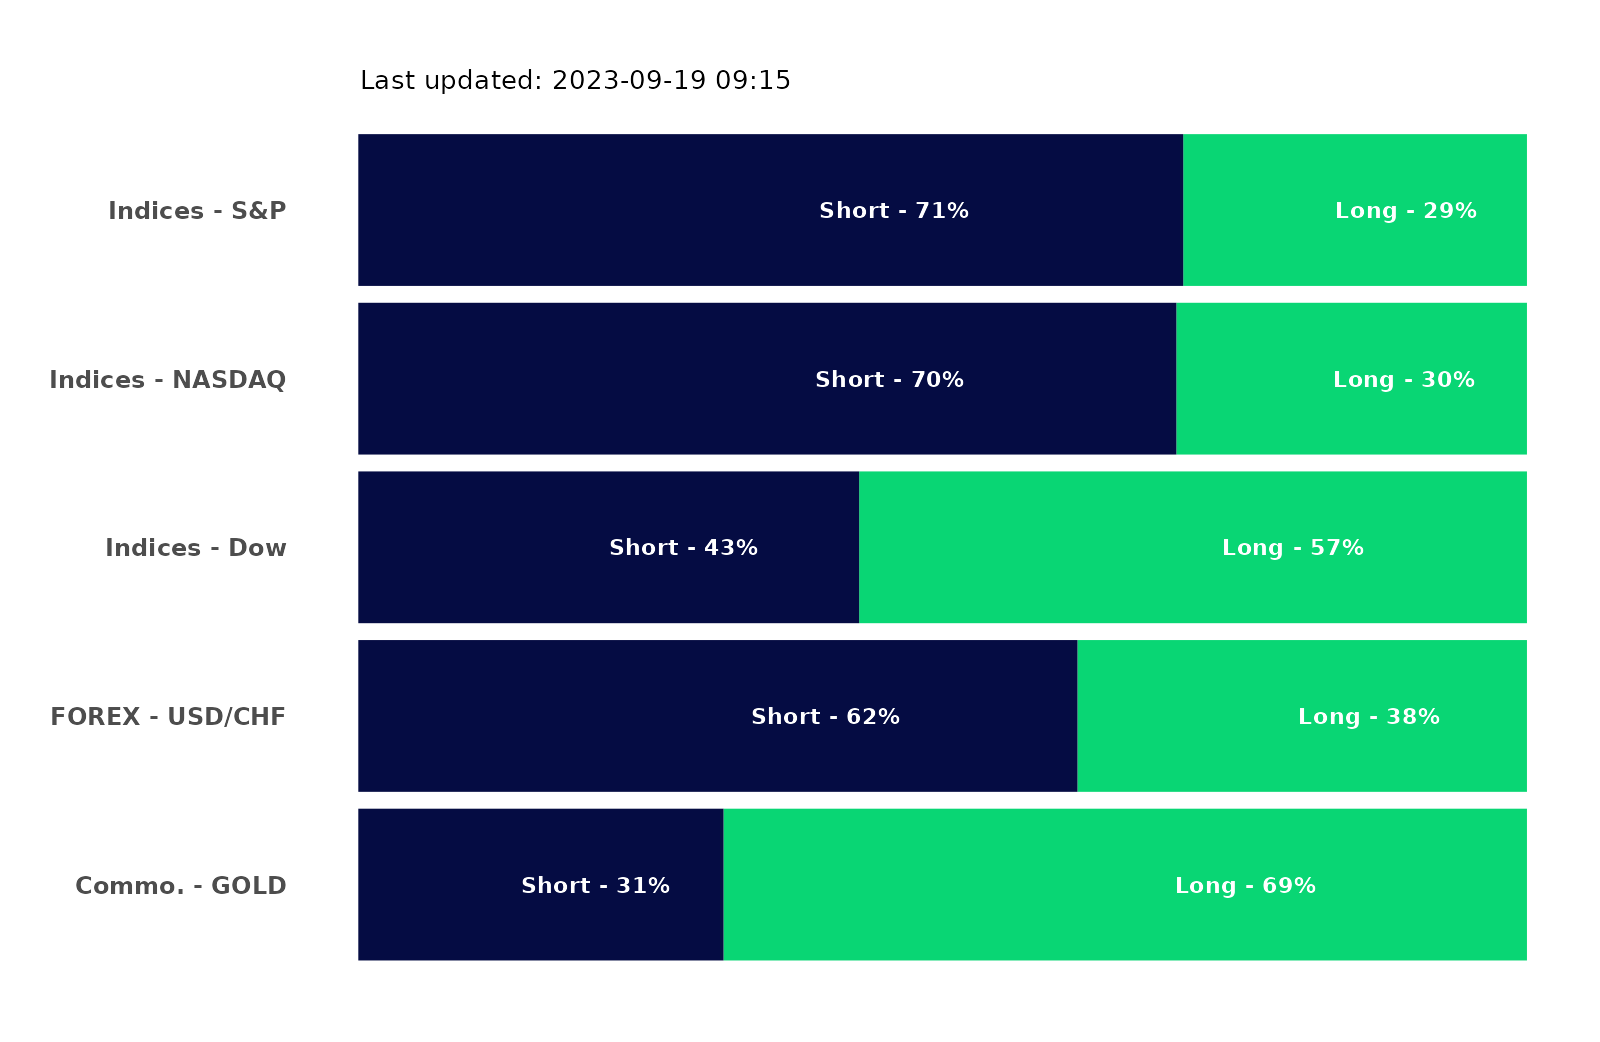 Last updated: 2023-09-19 09:15
Indices - S&P Short - 71% Long - 29%
Indices - NASDAQ Short - 70% Long - 30%
Indices - Dow Short - 43% Long - 57%
FOREX - USD/CHF Short - 62% Long - 38%
Commo. - GOLD Short - 31% Long - 69%